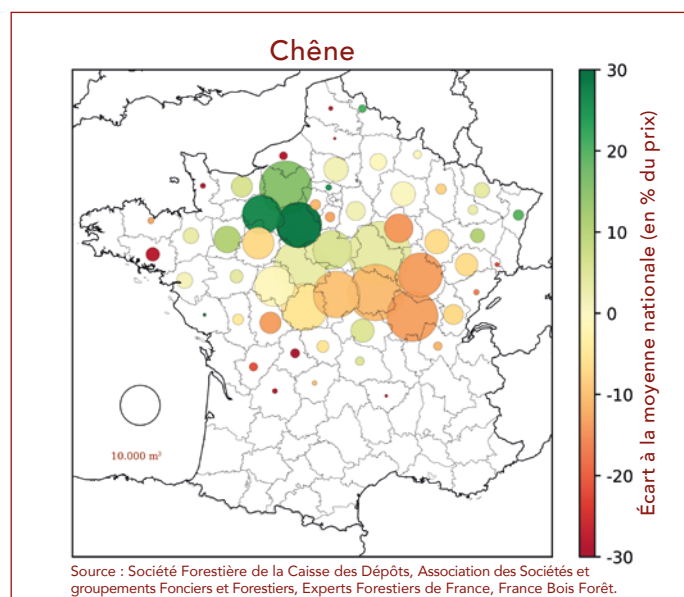 Chêne
30
20
10
0
-10
-20
-30
Écart à la moyenne nationale (en % du prix)
10.000 m³
Source : Société Forestière de la Caisse des Dépôts, Association des Sociétés et
groupements Fonciers et Forestiers, Experts Forestiers de France, France Bois Forêt.